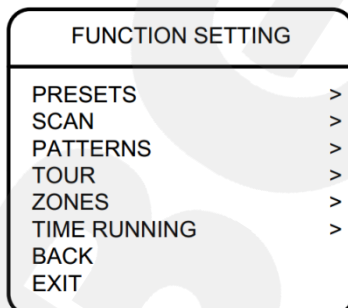 FUNCTION SETTING
PRESETS >
SCAN >
PATTERNS >
TOUR >
ZONES >
TIME RUNNING >
BACK
EXIT